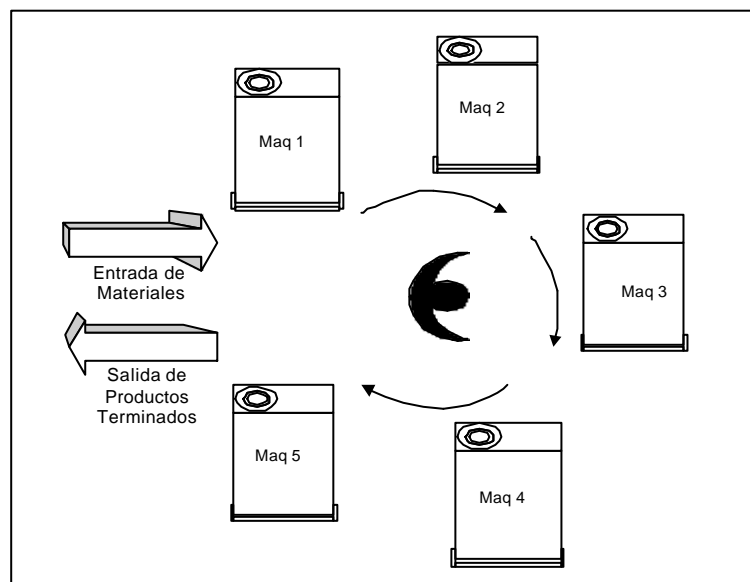 Maq 1
Maq 2
Maq 3
Entrada de
Materiales
Salida de
Productos
Terminados
Maq 5
Maq 4